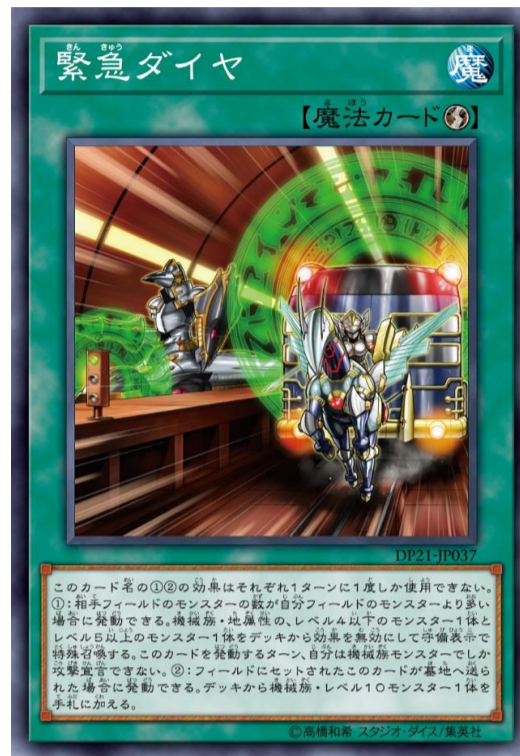 緊急ダイヤ
魔
【魔法カード】
DP21-JP037
このカード名の①②の効果はそれぞれ1ターンに1度しか使用できない。
①:相手フィールドのモンスターの数が自分フィールドのモンスターより多い
場合に発動できる。機械族・地属性の、レベル4以下のモンスター1体と
レベル5以上のモンスター1体をデッキから効果を無効にして守備表示で
特殊召喚する。このカードを発動するターン、自分は機械族モンスターでしか
攻撃宣言できない。②:フィールドにセットされたこのカードが墓地へ送ら
れた場合に発動できる。デッキから機械族・レベル10モンスター1体を
手札に加える。
©高橋和希 スタジオ・ダイス/集英社